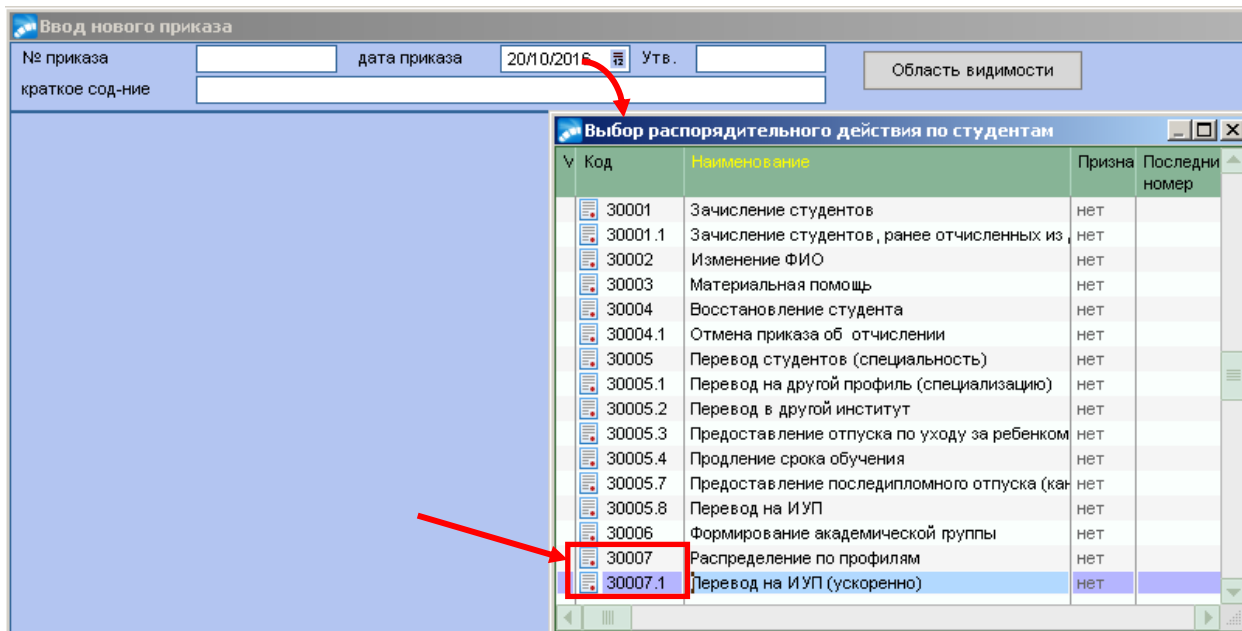 Ввод нового приказа
№ приказа дата приказа 20/10/2016 12 Утв. Область видимости
краткое сод-ние
Выбор распорядительного действия по студентам
V Код Наименование Призна Последни
номер
30001 Зачисление студентов нет
30001.1 Зачисление студентов, ранее отчисленных из нет
30002 Изменение ФИО нет
30003 Материальная помощь нет
30004 Восстановление студента нет
30004.1 Отмена приказа об отчислении нет
30005 Перевод студентов (специальность) нет
30005.1 Перевод на другой профиль (специализацию) нет
30005.2 Перевод в другой институт нет
30005.3 Предоставление отпуска по уходу за ребенком нет
30005.4 Продление срока обучения нет
30005.7 Предоставление последипломного отпуска (кан нет
30005.8 Перевод на ИУП нет
30006 Формирование академической группы нет
30007 Распределение по профилям нет
30007.1 Перевод на ИУП (ускоренно) нет